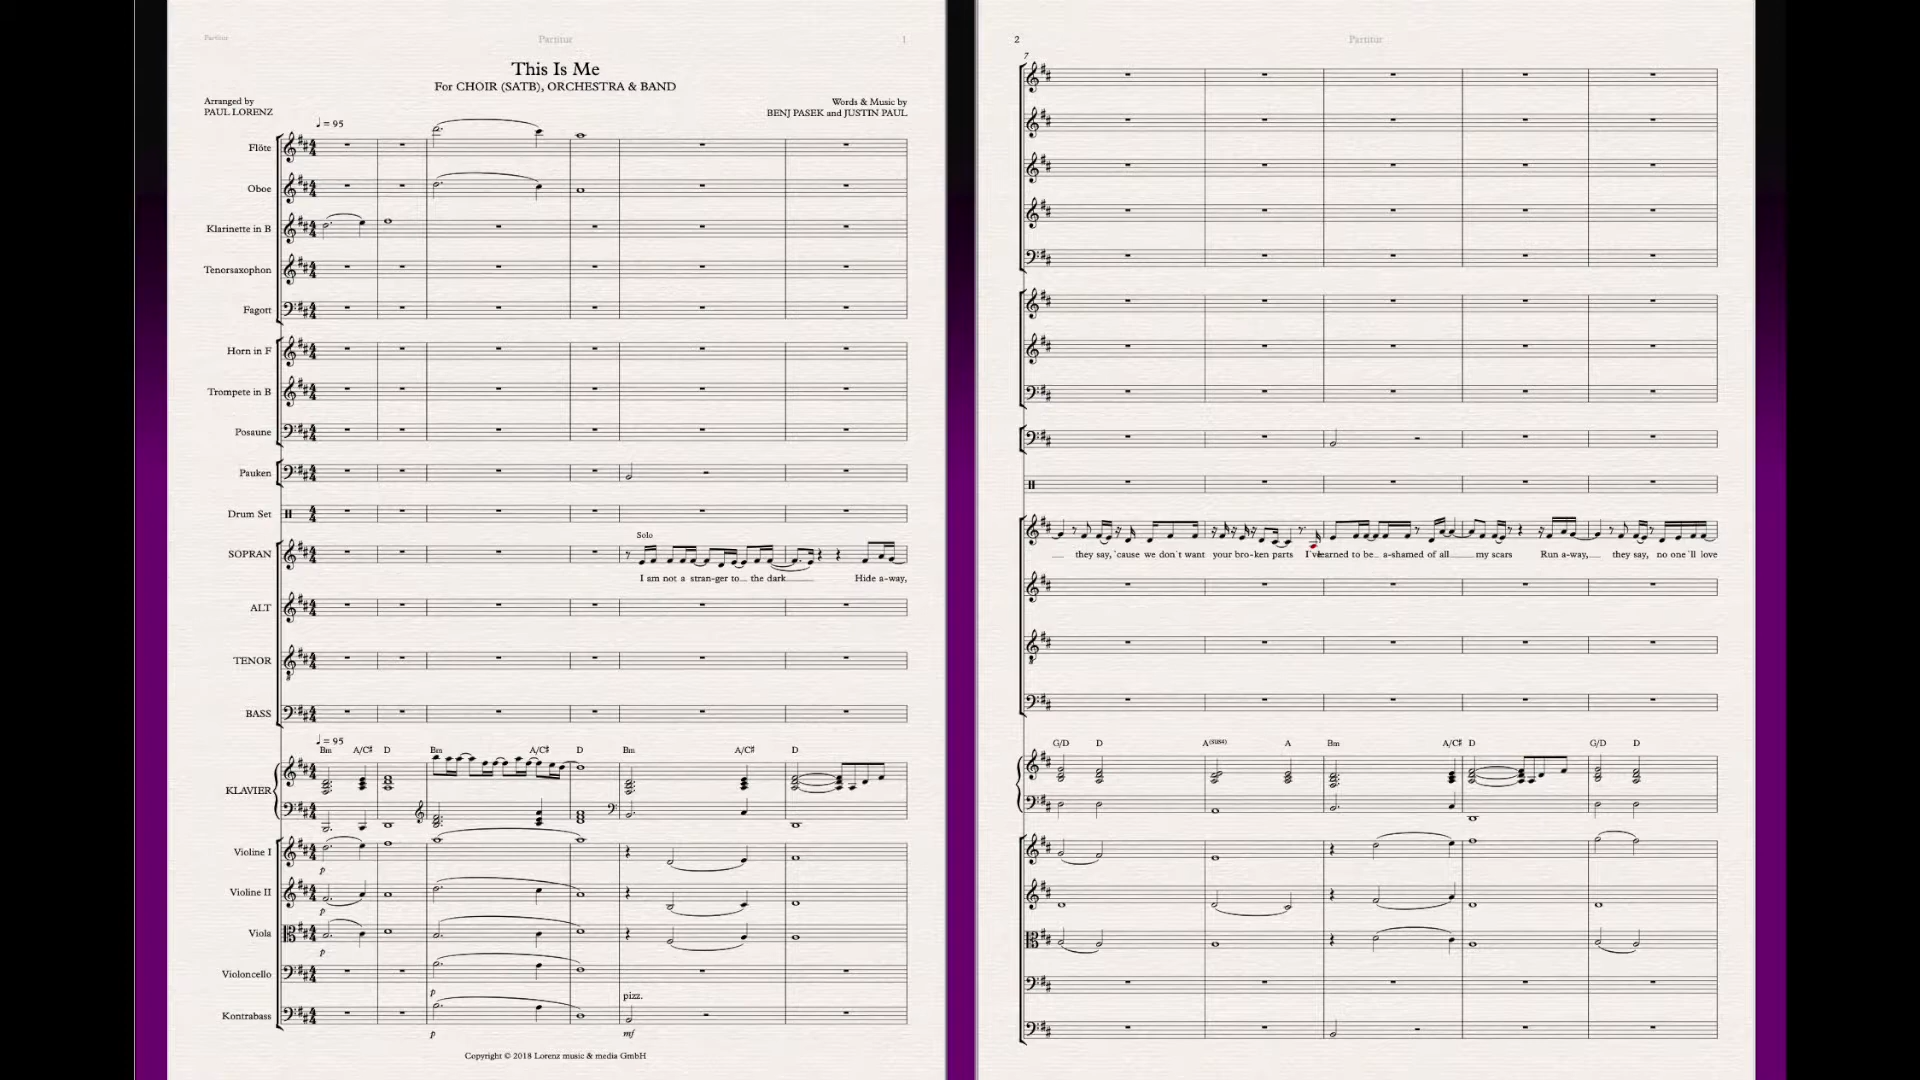 Partitur
Partitur
1
This Is Me
For CHOIR (SATB), ORCHESTRA & BAND
Arranged by
PAUL LORENZ
Words & Music by
BENJ PASEK and JUSTIN PAUL
♩ = 95
Flöte
Oboe
Klarinette in B
Tenorsaxophon
Fagott
Horn in F
Trompete in B
Posaune
Pauken
Drum Set
Solo
SOPRAN
I am not a stran-ger to the dark Hide a-way,
ALT
TENOR
BASS
♩ = 95
Bm A/C♯ D Bm A/C♯ D Bm A/C♯ D
KLAVIER
Violine I
p
Violine II
p
Viola
p
Violoncello
p
pizz.
Kontrabass
p mf
Copyright © 2018 Lorenz music & media GmbH
2
Partitur
7
they say, 'cause we don't want your bro-ken parts I've learned to be a-shamed of all my scars Run a-way, they say, no one'll love
G/D D A(sus4) A Bm A/C♯ D G/D D